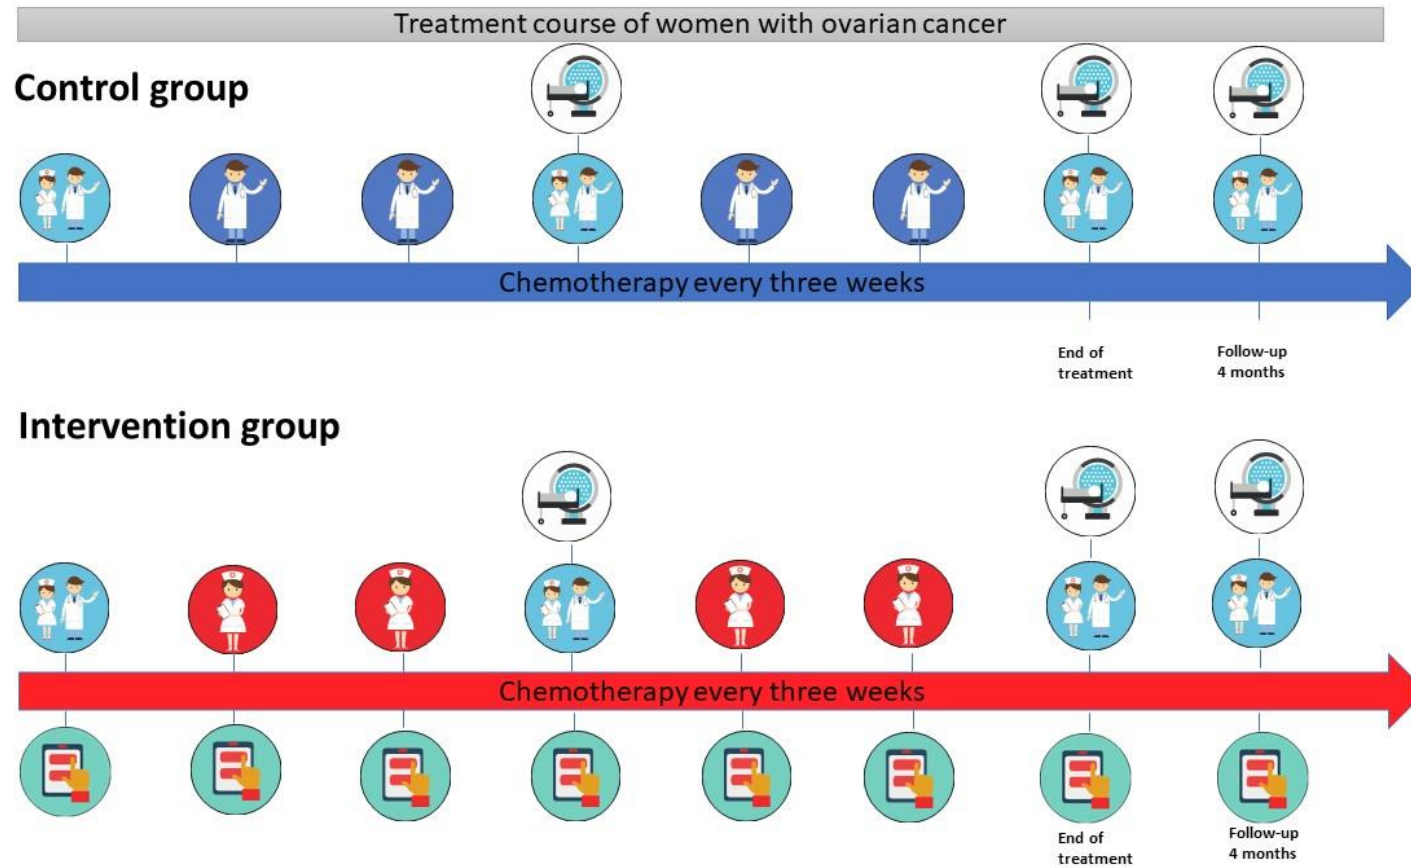 Treatment course of women with ovarian cancer
Control group
Chemotherapy every three weeks
End of
treatment
Follow-up
4 months
Intervention group
Chemotherapy every three weeks
End of
treatment
Follow-up
4 months